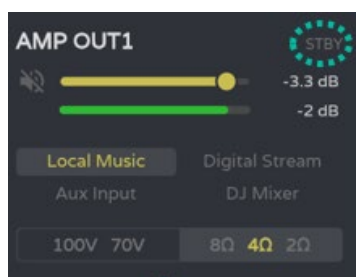 AMP OUT1 STBY
-3.3 dB
-2 dB
Local Music Digital Stream
Aux Input DJ Mixer
100V 70V 8Ω 4Ω 2Ω